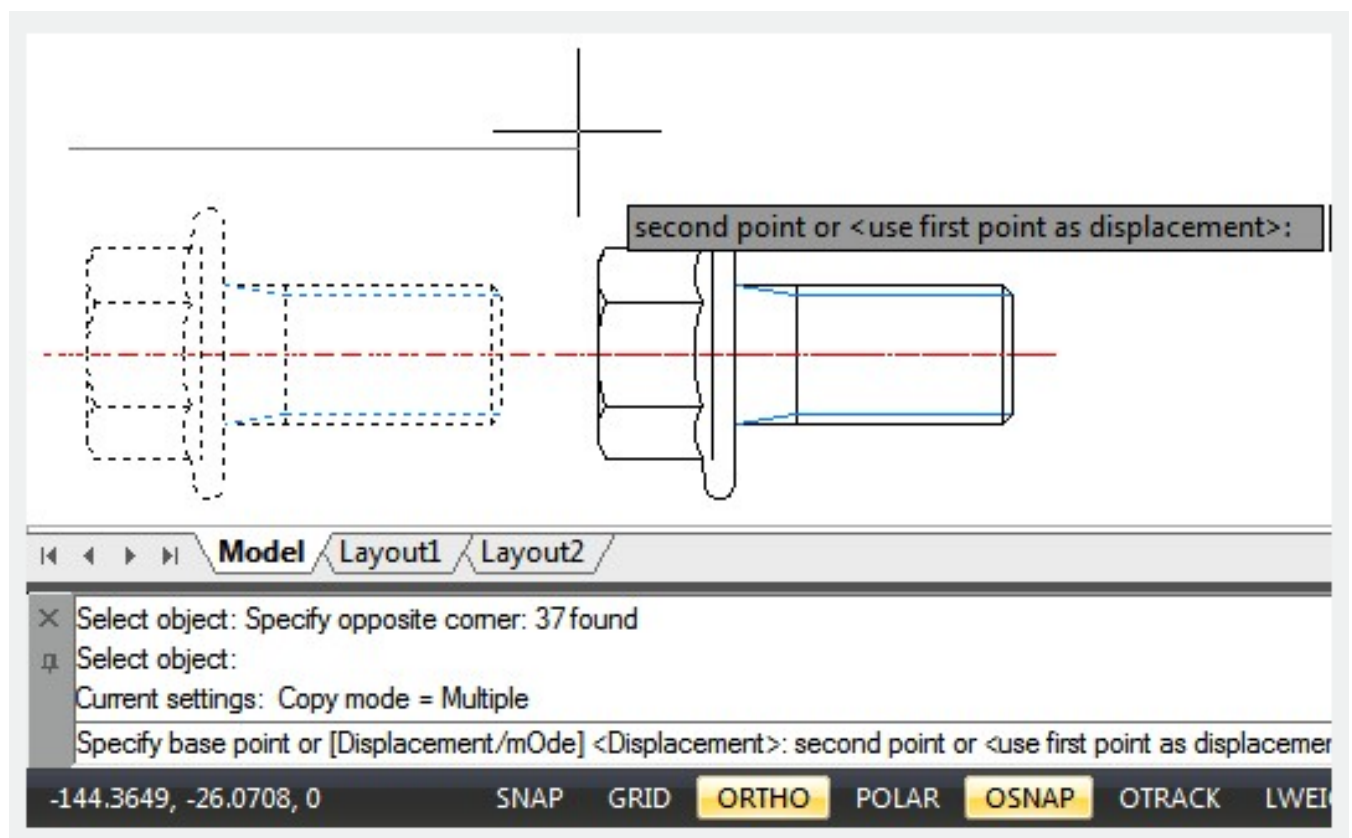 second point or <use first point as displacement>:
Model Layout1 Layout2
Select object: Specify opposite corner: 37 found
Select object:
Current settings: Copy mode = Multiple
Specify base point or [Displacement/mOde] <Displacement>: second point or <use first point as displacemen
-144.3649, -26.0708, 0 SNAP GRID ORTHO POLAR OSNAP OTRACK LWEI